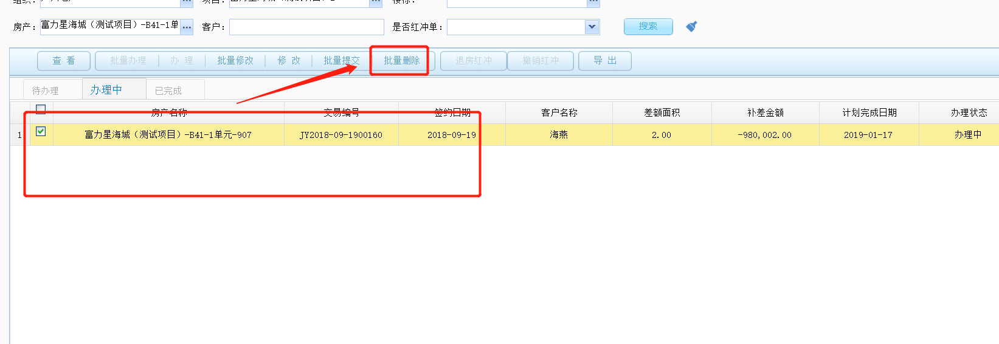 组织： 项目： 楼栋：
房产： 富力星海城（测试项目）-B41-1单 ... 客户： 是否红冲单： 搜索
查 看 批量办理 办 理 批量修改 修 改 批量提交 批量删除 退房红冲 撤销红冲 导 出
待办理 办理中 已完成
房产名称 交易编号 签约日期 客户名称 差额面积 补差金额 计划完成日期 办理状态
1 富力星海城（测试项目）-B41-1单元-907 JY2018-09-1900160 2018-09-19 海燕 2.00 -980,002.00 2019-01-17 办理中